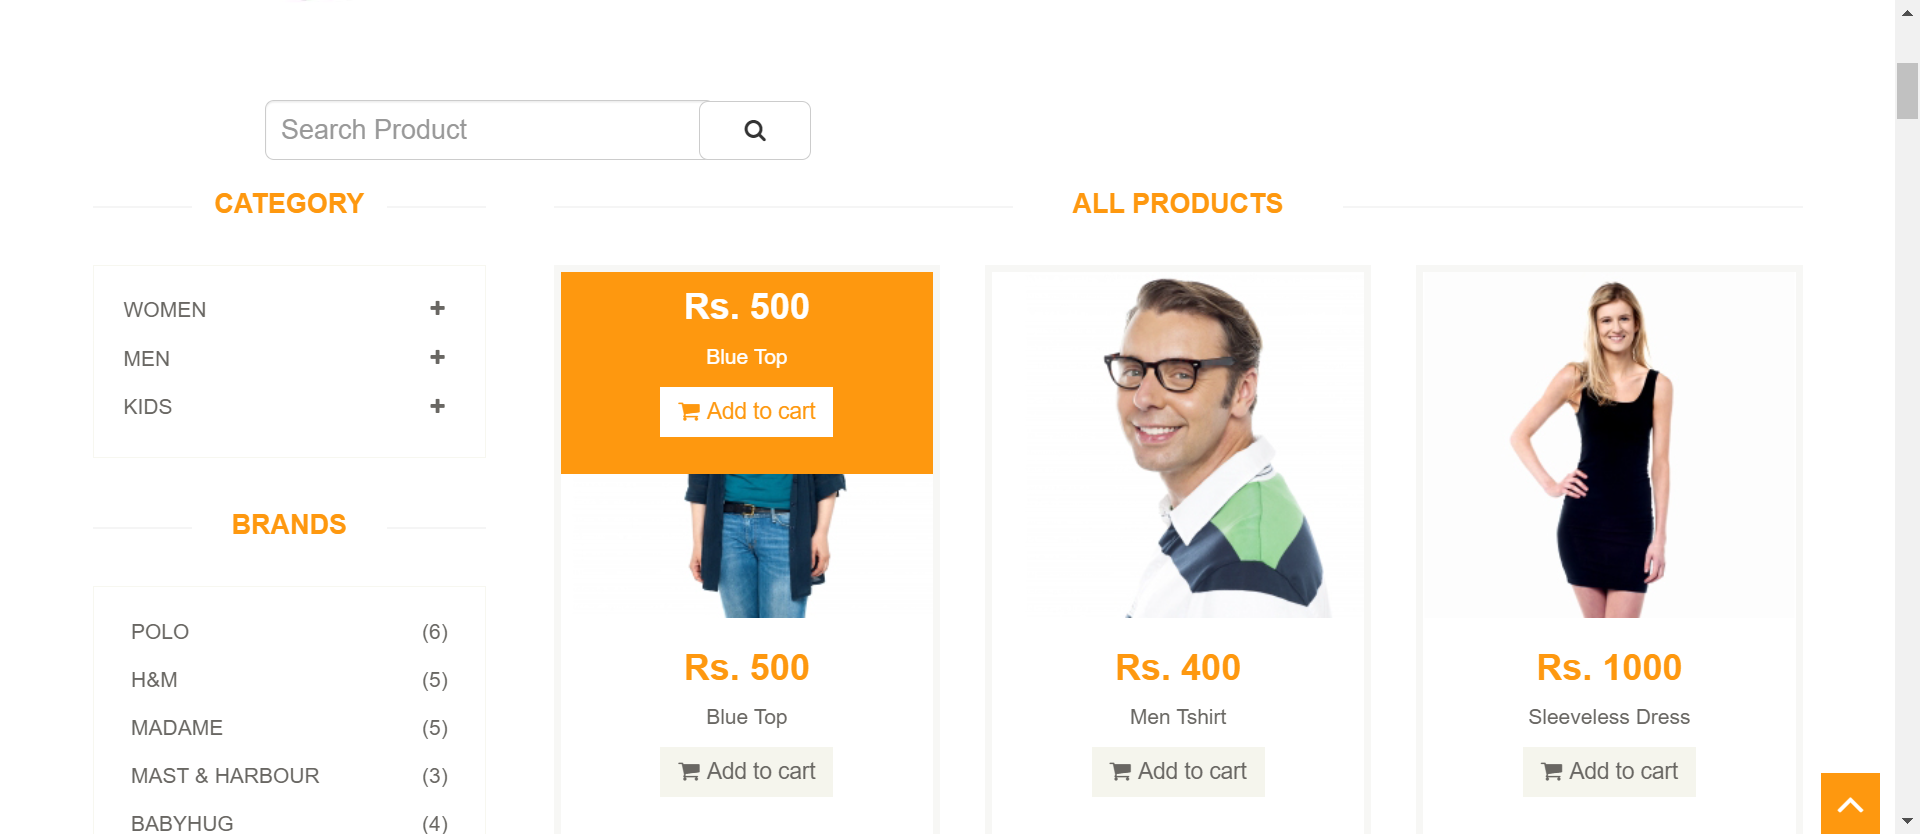 Search Product
CATEGORY
WOMEN
MEN
KIDS
BRANDS
POLO (6)
H&M (5)
MADAME (5)
MAST & HARBOUR (3)
BABYHUG (4)
ALL PRODUCTS
Rs. 500
Blue Top
Add to cart
Rs. 500
Blue Top
Add to cart
Rs. 400
Men Tshirt
Add to cart
Rs. 1000
Sleeveless Dress
Add to cart